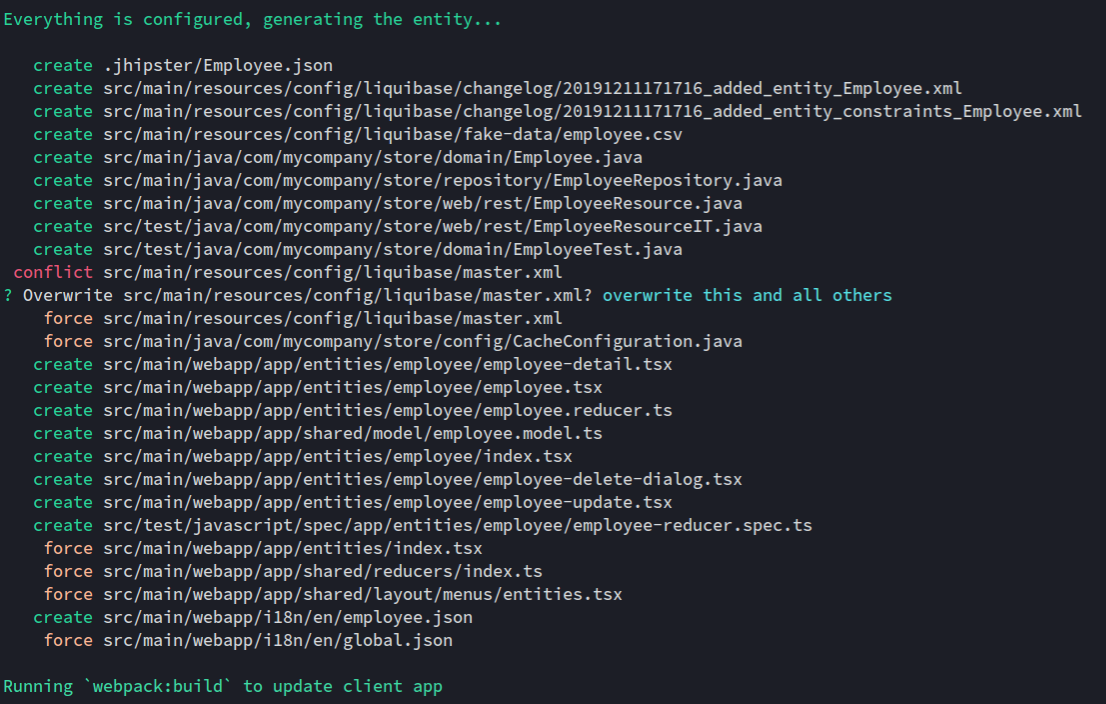 Everything is configured, generating the entity...
create .jhipster/Employee.json
create src/main/resources/config/liquibase/changelog/20191211171716_added_entity_Employee.xml
create src/main/resources/config/liquibase/changelog/20191211171716_added_entity_constraints_Employee.xml
create src/main/resources/config/liquibase/fake-data/employee.csv
create src/main/java/com/mycompany/store/domain/Employee.java
create src/main/java/com/mycompany/store/repository/EmployeeRepository.java
create src/main/java/com/mycompany/store/web/rest/EmployeeResource.java
create src/test/java/com/mycompany/store/web/rest/EmployeeResourceIT.java
create src/test/java/com/mycompany/store/domain/EmployeeTest.java
conflict src/main/resources/config/liquibase/master.xml
? Overwrite src/main/resources/config/liquibase/master.xml? overwrite this and all others
force src/main/resources/config/liquibase/master.xml
force src/main/java/com/mycompany/store/config/CacheConfiguration.java
create src/main/webapp/app/entities/employee/employee-detail.tsx
create src/main/webapp/app/entities/employee/employee.tsx
create src/main/webapp/app/entities/employee/employee.reducer.ts
create src/main/webapp/app/shared/model/employee.model.ts
create src/main/webapp/app/entities/employee/index.tsx
create src/main/webapp/app/entities/employee/employee-delete-dialog.tsx
create src/main/webapp/app/entities/employee/employee-update.tsx
create src/test/javascript/spec/app/entities/employee/employee-reducer.spec.ts
force src/main/webapp/app/entities/index.tsx
force src/main/webapp/app/shared/reducers/index.ts
force src/main/webapp/app/shared/layout/menus/entities.tsx
create src/main/webapp/i18n/en/employee.json
force src/main/webapp/i18n/en/global.json
Running `webpack:build` to update client app